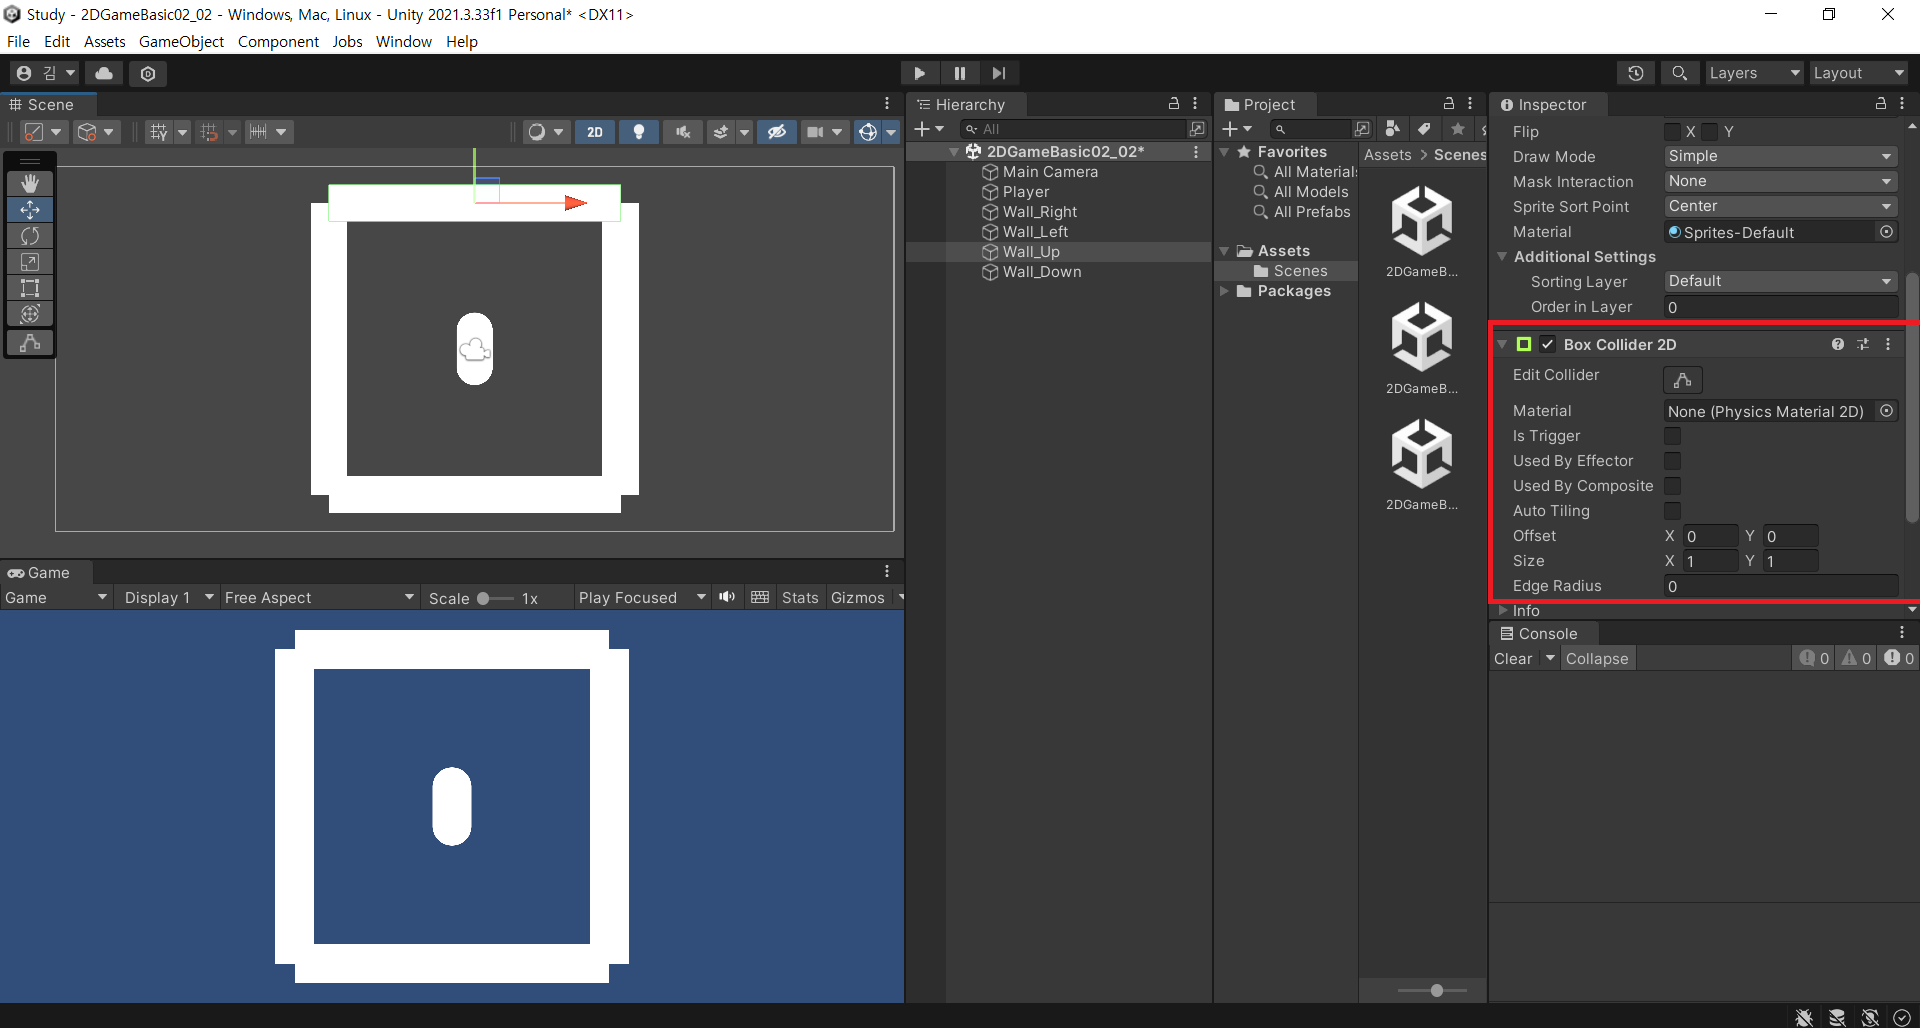 Study - 2DGameBasic02_02 - Windows, Mac, Linux - Unity 2021.3.33f1 Personal* <DX11>
File Edit Assets GameObject Component Jobs Window Help
김 Layers Layout
Scene
2D
Hierarchy
All
2DGameBasic02_02*
Main Camera
Player
Wall_Right
Wall_Left
Wall_Up
Wall_Down
Project
Favorites
All Material
All Models
All Prefabs
Assets
Scenes
Packages
Assets > Scenes
2DGameB...
2DGameB...
2DGameB...
Inspector
Flip X Y
Draw Mode Simple
Mask Interaction None
Sprite Sort Point Center
Material Sprites-Default
Additional Settings
Sorting Layer Default
Order in Layer 0
Box Collider 2D
Edit Collider
Material None (Physics Material 2D)
Is Trigger
Used By Effector
Used By Composite
Auto Tiling
Offset X 0 Y 0
Size X 1 Y 1
Edge Radius 0
Info
Console
Clear Collapse 0 0 0
Game
Game Display 1 Free Aspect Scale 1x Play Focused Stats Gizmos